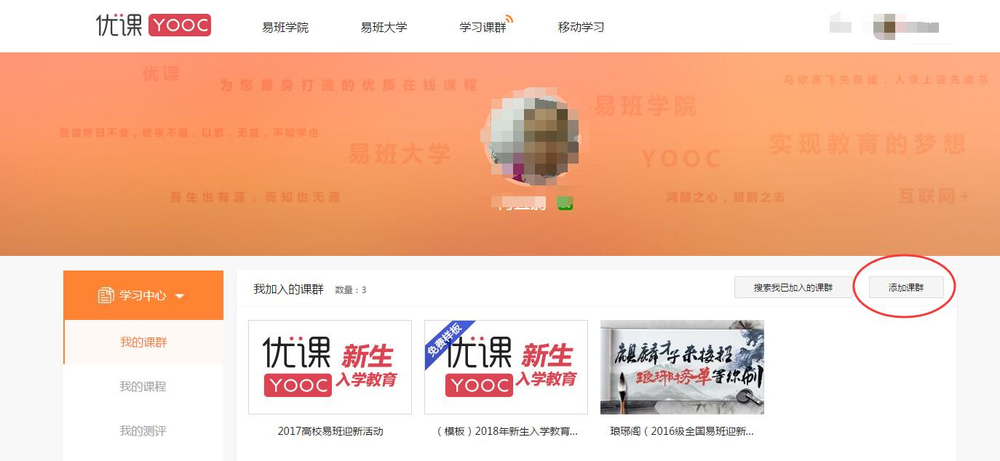 优课 YOOC
易班学院
易班大学
学习课群
移动学习
优课
为您量身打造的优质在线课程
鸟欲高飞先振翅，人求上进先读书
易班学院
吾尝终日不食，终夜不寝，以思，无益，不如学也
易班大学
YOOC
实现教育的梦想
吾生也有涯，而知也无涯
鸿鹄之心，鲲鹏之志
互联网+
学习中心
我的课群
我的课程
我的测评
我加入的课群 数量：3
搜索我已加入的课群
添加课群
优课
YOOC
新生
入学教育
2017高校易班迎新活动
免费样板
优课
YOOC
新生
入学教育
（模板）2018年新生入学教育...
麒麟才子来接招
琅琊榜单等你刷
琅琊阁（2016级全国易班迎新...